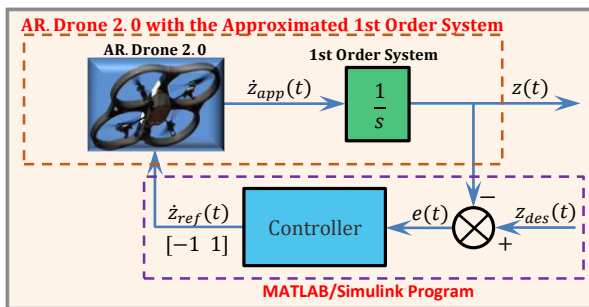 AR. Drone 2.0 with the Approximated 1st Order System
AR. Drone 2.0
1st Order System
ż_app(t)
1/s
z(t)
ż_ref(t)
[−1 1]
Controller
e(t)
−
+
z_des(t)
MATLAB/Simulink Program